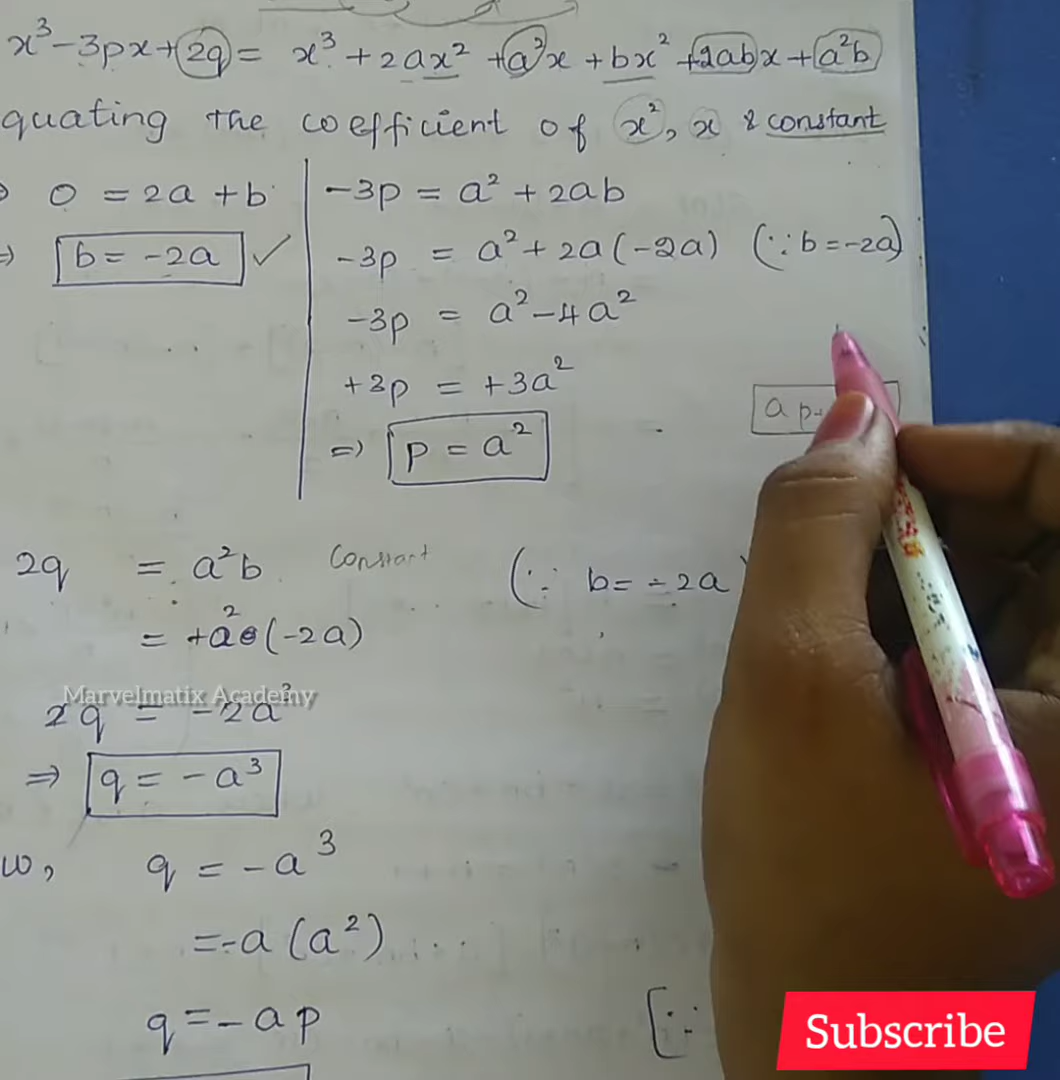 x³ - 3px + 2q = x³ + 2ax² + a²x + bx² + 2abx + a²b
quating the coefficient of x², x & constant
0 = 2a + b
⇒ b = -2a ✓
-3p = a² + 2ab
-3p = a² + 2a(-2a) (∵ b = -2a)
-3p = a² - 4a²
+3p = +3a²
⇒ p = a²
a p
2q = a²b constant (∵ b = -2a
= +a² (-2a)
Marvelmatix Academy
2q = -2a³
⇒ q = -a³
w, q = -a³
= -a (a²)
q = -ap [∵
Subscribe